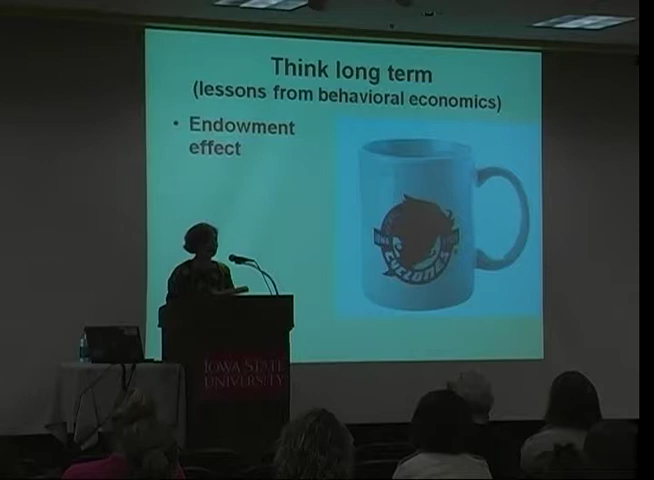 Think long term
(lessons from behavioral economics)
• Endowment
effect
CYCLONES
IOWA STATE
UNIVERSITY